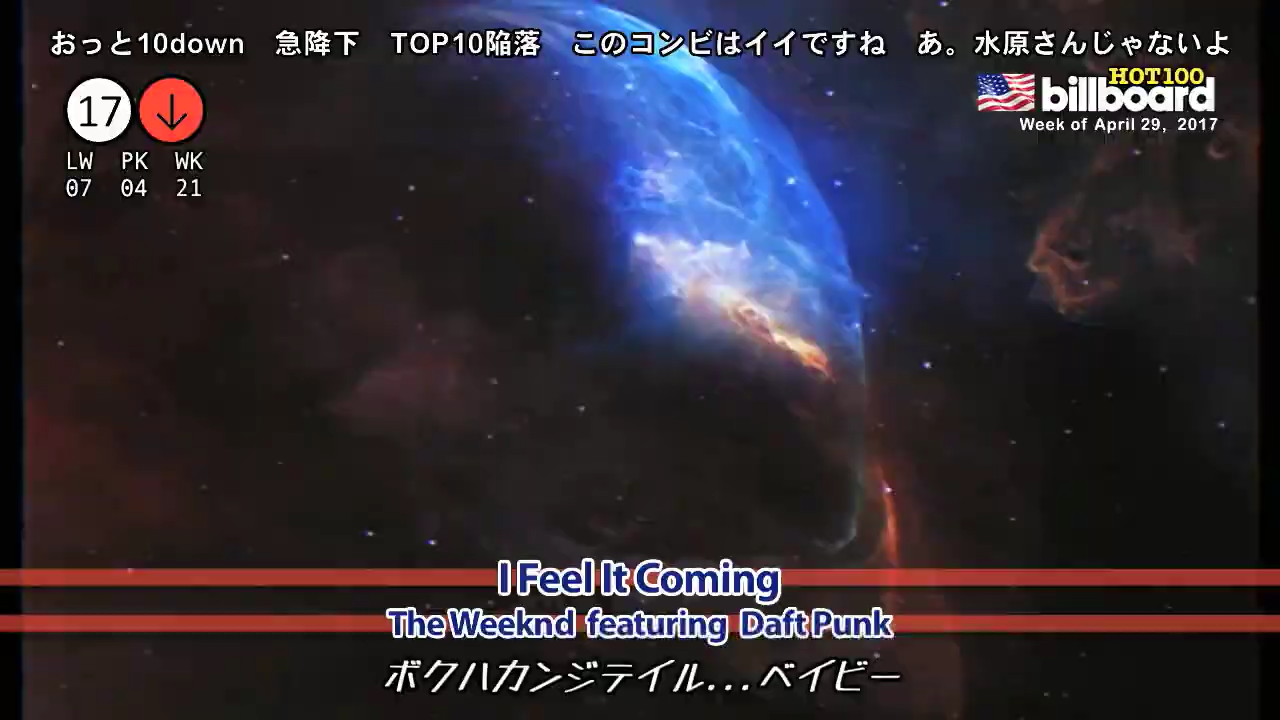 おっと10down　急降下　TOP10陥落　このコンビはイイですね　あ。水原さんじゃないよ
17 ↓
HOT100
billboard
Week of April 29, 2017
LW PK WK
07 04 21
I Feel It Coming
The Weeknd featuring Daft Punk
ボクハカンジテイル...ベイビー